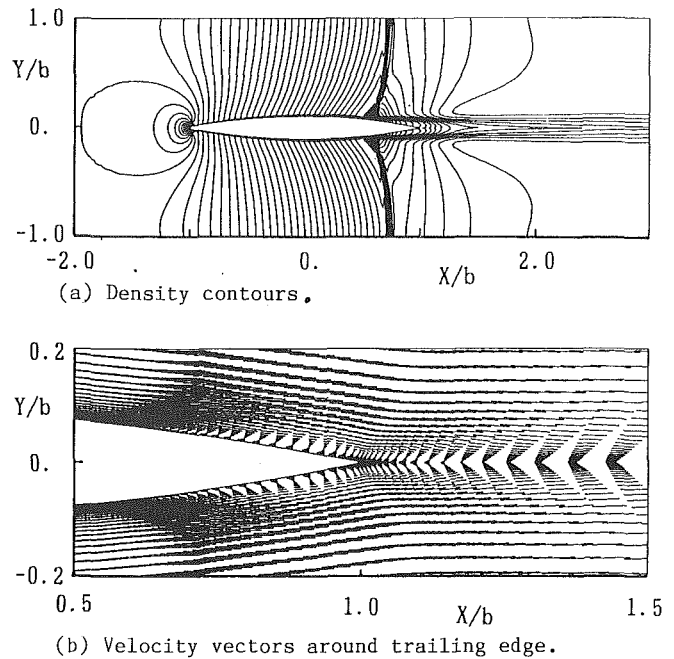 1.0
Y/b
0.
-1.0
-2.0 0. 2.0
X/b
(a) Density contours.
0.2
Y/b
0.
-0.2
0.5 1.0 1.5
X/b
(b) Velocity vectors around trailing edge.